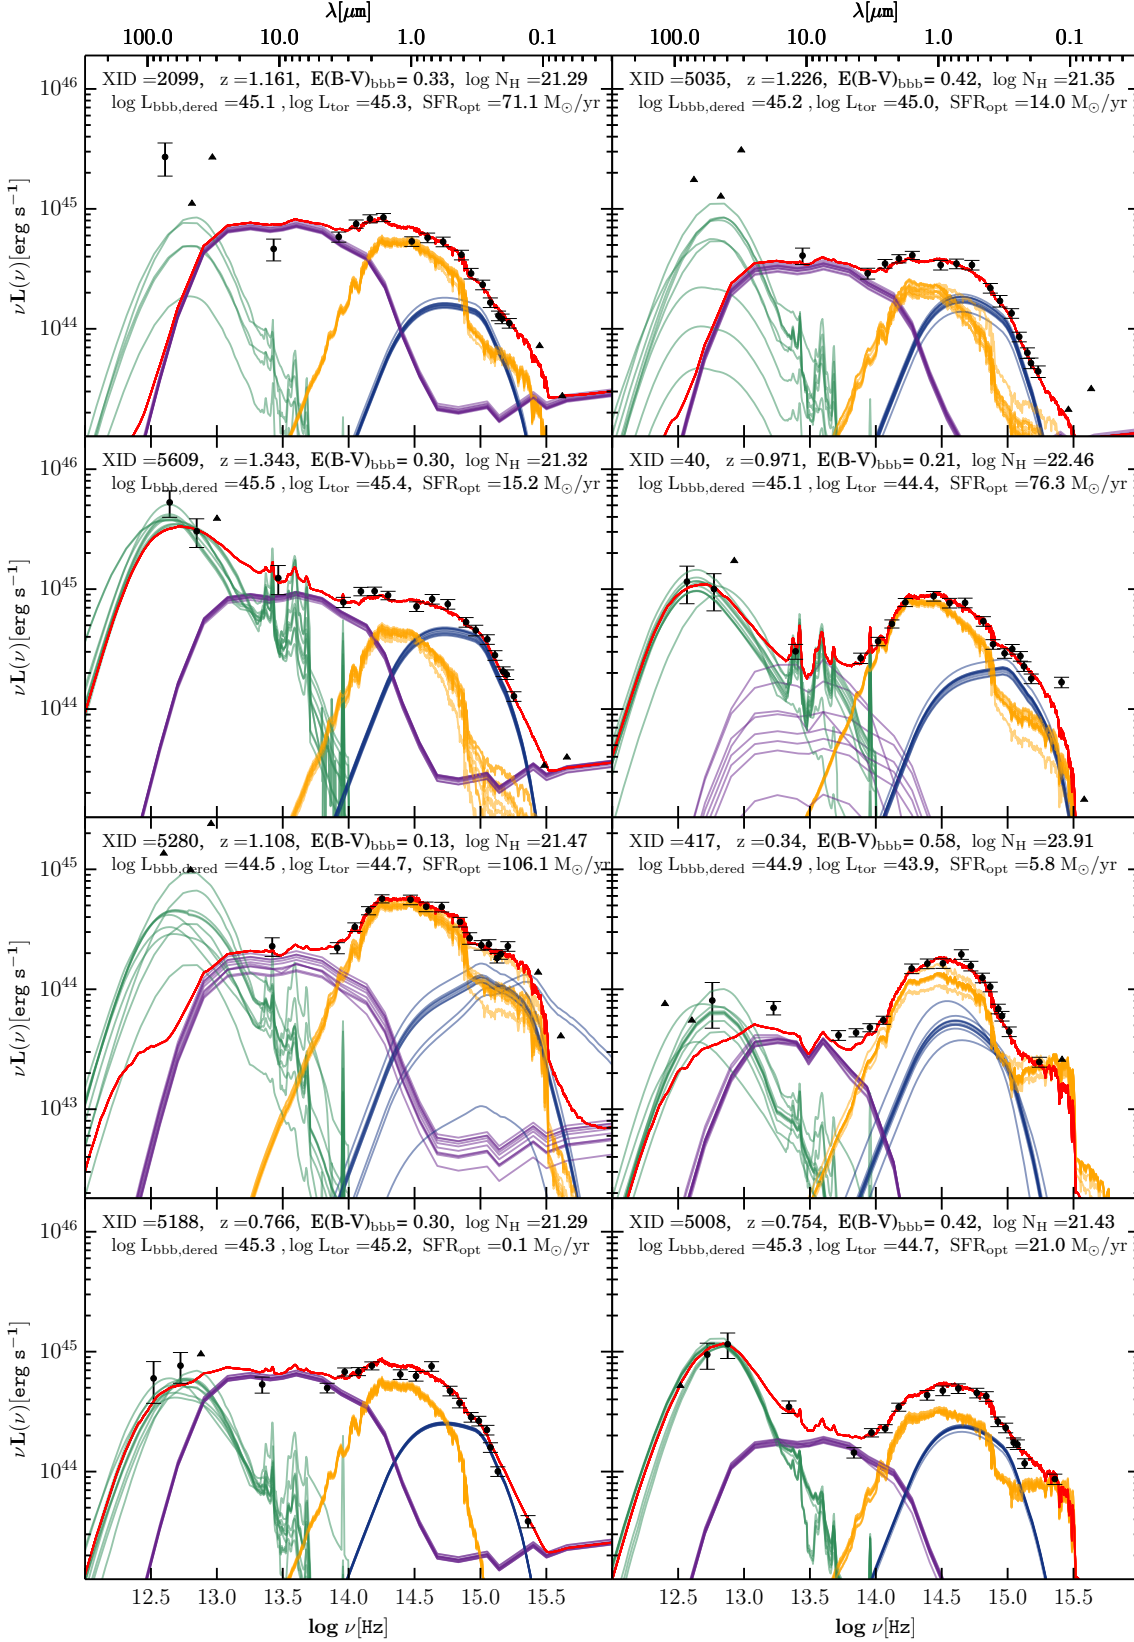 λ[μm] λ[μm]
100.0 10.0 1.0 0.1 100.0 10.0 1.0 0.1
XID =2099, z =1.161, E(B-V)bbb= 0.33, log NH =21.29
log Lbbb,dered =45.1 , log Ltor =45.3, SFRopt =71.1 M⊙/yr
XID =5035, z =1.226, E(B-V)bbb= 0.42, log NH =21.35
log Lbbb,dered =45.2 , log Ltor =45.0, SFRopt =14.0 M⊙/yr
10^46
10^45
10^44
νL(ν)[erg s−1]
XID =5609, z =1.343, E(B-V)bbb= 0.30, log NH =21.32
log Lbbb,dered =45.5 , log Ltor =45.4, SFRopt =15.2 M⊙/yr
XID =40, z =0.971, E(B-V)bbb= 0.21, log NH =22.46
log Lbbb,dered =45.1 , log Ltor =44.4, SFRopt =76.3 M⊙/yr
10^46
10^45
10^44
νL(ν)[erg s−1]
XID =5280, z =1.108, E(B-V)bbb= 0.13, log NH =21.47
log Lbbb,dered =44.5 , log Ltor =44.7, SFRopt =106.1 M⊙/yr
XID =417, z =0.34, E(B-V)bbb= 0.58, log NH =23.91
log Lbbb,dered =44.9 , log Ltor =43.9, SFRopt =5.8 M⊙/yr
10^45
10^44
10^43
νL(ν)[erg s−1]
XID =5188, z =0.766, E(B-V)bbb= 0.30, log NH =21.29
log Lbbb,dered =45.3 , log Ltor =45.2, SFRopt =0.1 M⊙/yr
XID =5008, z =0.754, E(B-V)bbb= 0.42, log NH =21.43
log Lbbb,dered =45.3 , log Ltor =44.7, SFRopt =21.0 M⊙/yr
10^46
10^45
10^44
νL(ν)[erg s−1]
12.5 13.0 13.5 14.0 14.5 15.0 15.5 12.5 13.0 13.5 14.0 14.5 15.0 15.5
log ν[Hz] log ν[Hz]